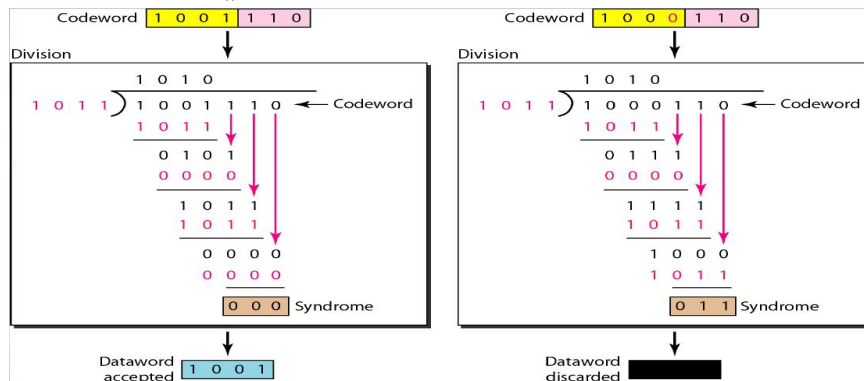 Codeword 1 0 0 1 1 1 0
Division
1 0 1 0
1 0 1 1 1 0 0 1 1 1 0 Codeword
1 0 1 1
0 1 0 1
0 0 0 0
1 0 1 1
1 0 1 1
0 0 0 0
0 0 0 0
0 0 0 Syndrome
Dataword
accepted 1 0 0 1
Codeword 1 0 0 0 1 1 0
Division
1 0 1 0
1 0 1 1 1 0 0 0 1 1 0 Codeword
1 0 1 1
0 1 1 1
0 0 0 0
1 1 1 1
1 0 1 1
1 0 0 0
1 0 1 1
0 1 1 Syndrome
Dataword
discarded